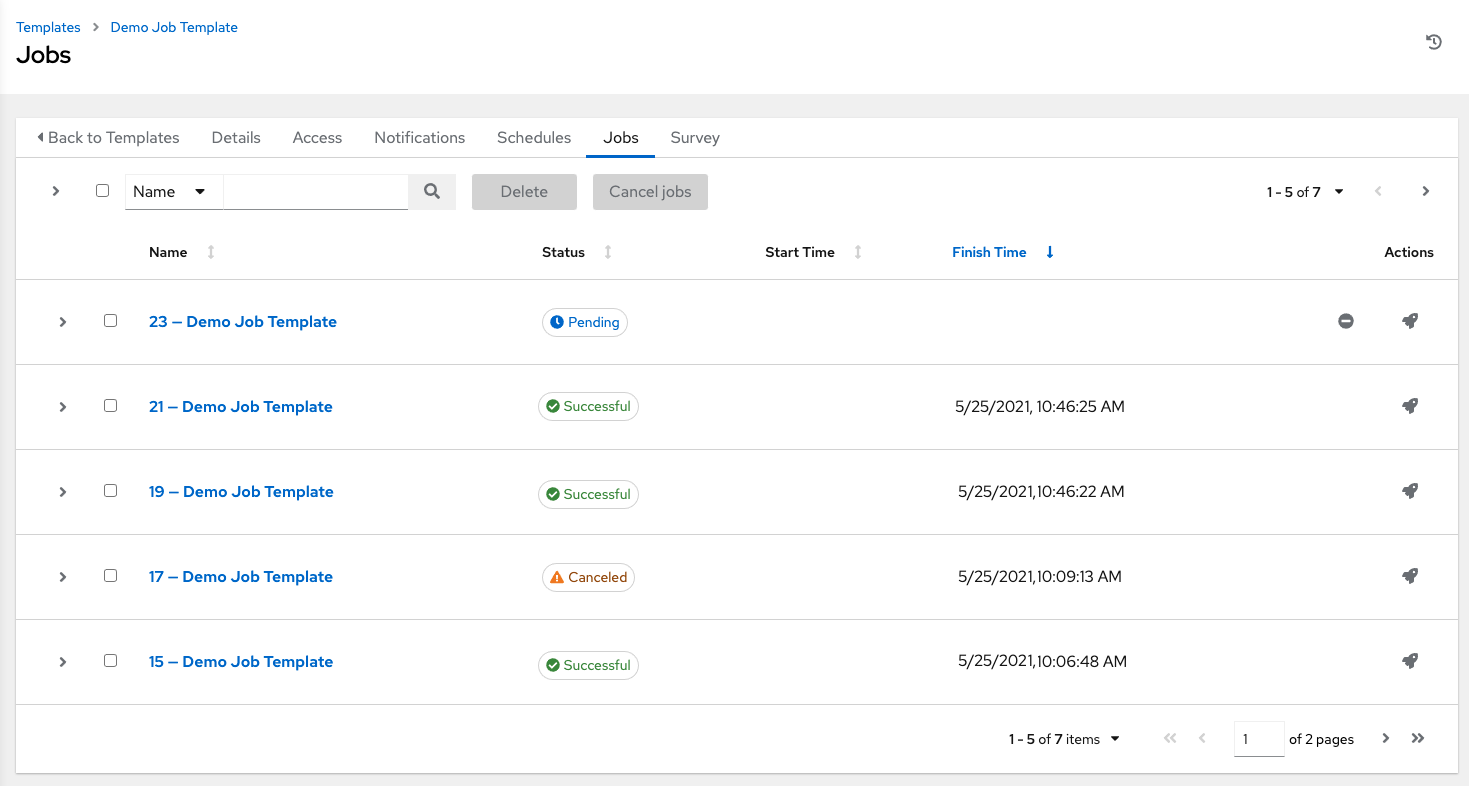 Templates Demo Job Template
Jobs
Back to Templates Details Access Notifications Schedules Jobs Survey
Name Delete Cancel jobs 1 - 5 of 7
Name Status Start Time Finish Time Actions
23 – Demo Job Template Pending
21 – Demo Job Template Successful 5/25/2021, 10:46:25 AM
19 – Demo Job Template Successful 5/25/2021,10:46:22 AM
17 – Demo Job Template Canceled 5/25/2021,10:09:13 AM
15 – Demo Job Template Successful 5/25/2021,10:06:48 AM
1 - 5 of 7 items 1 of 2 pages